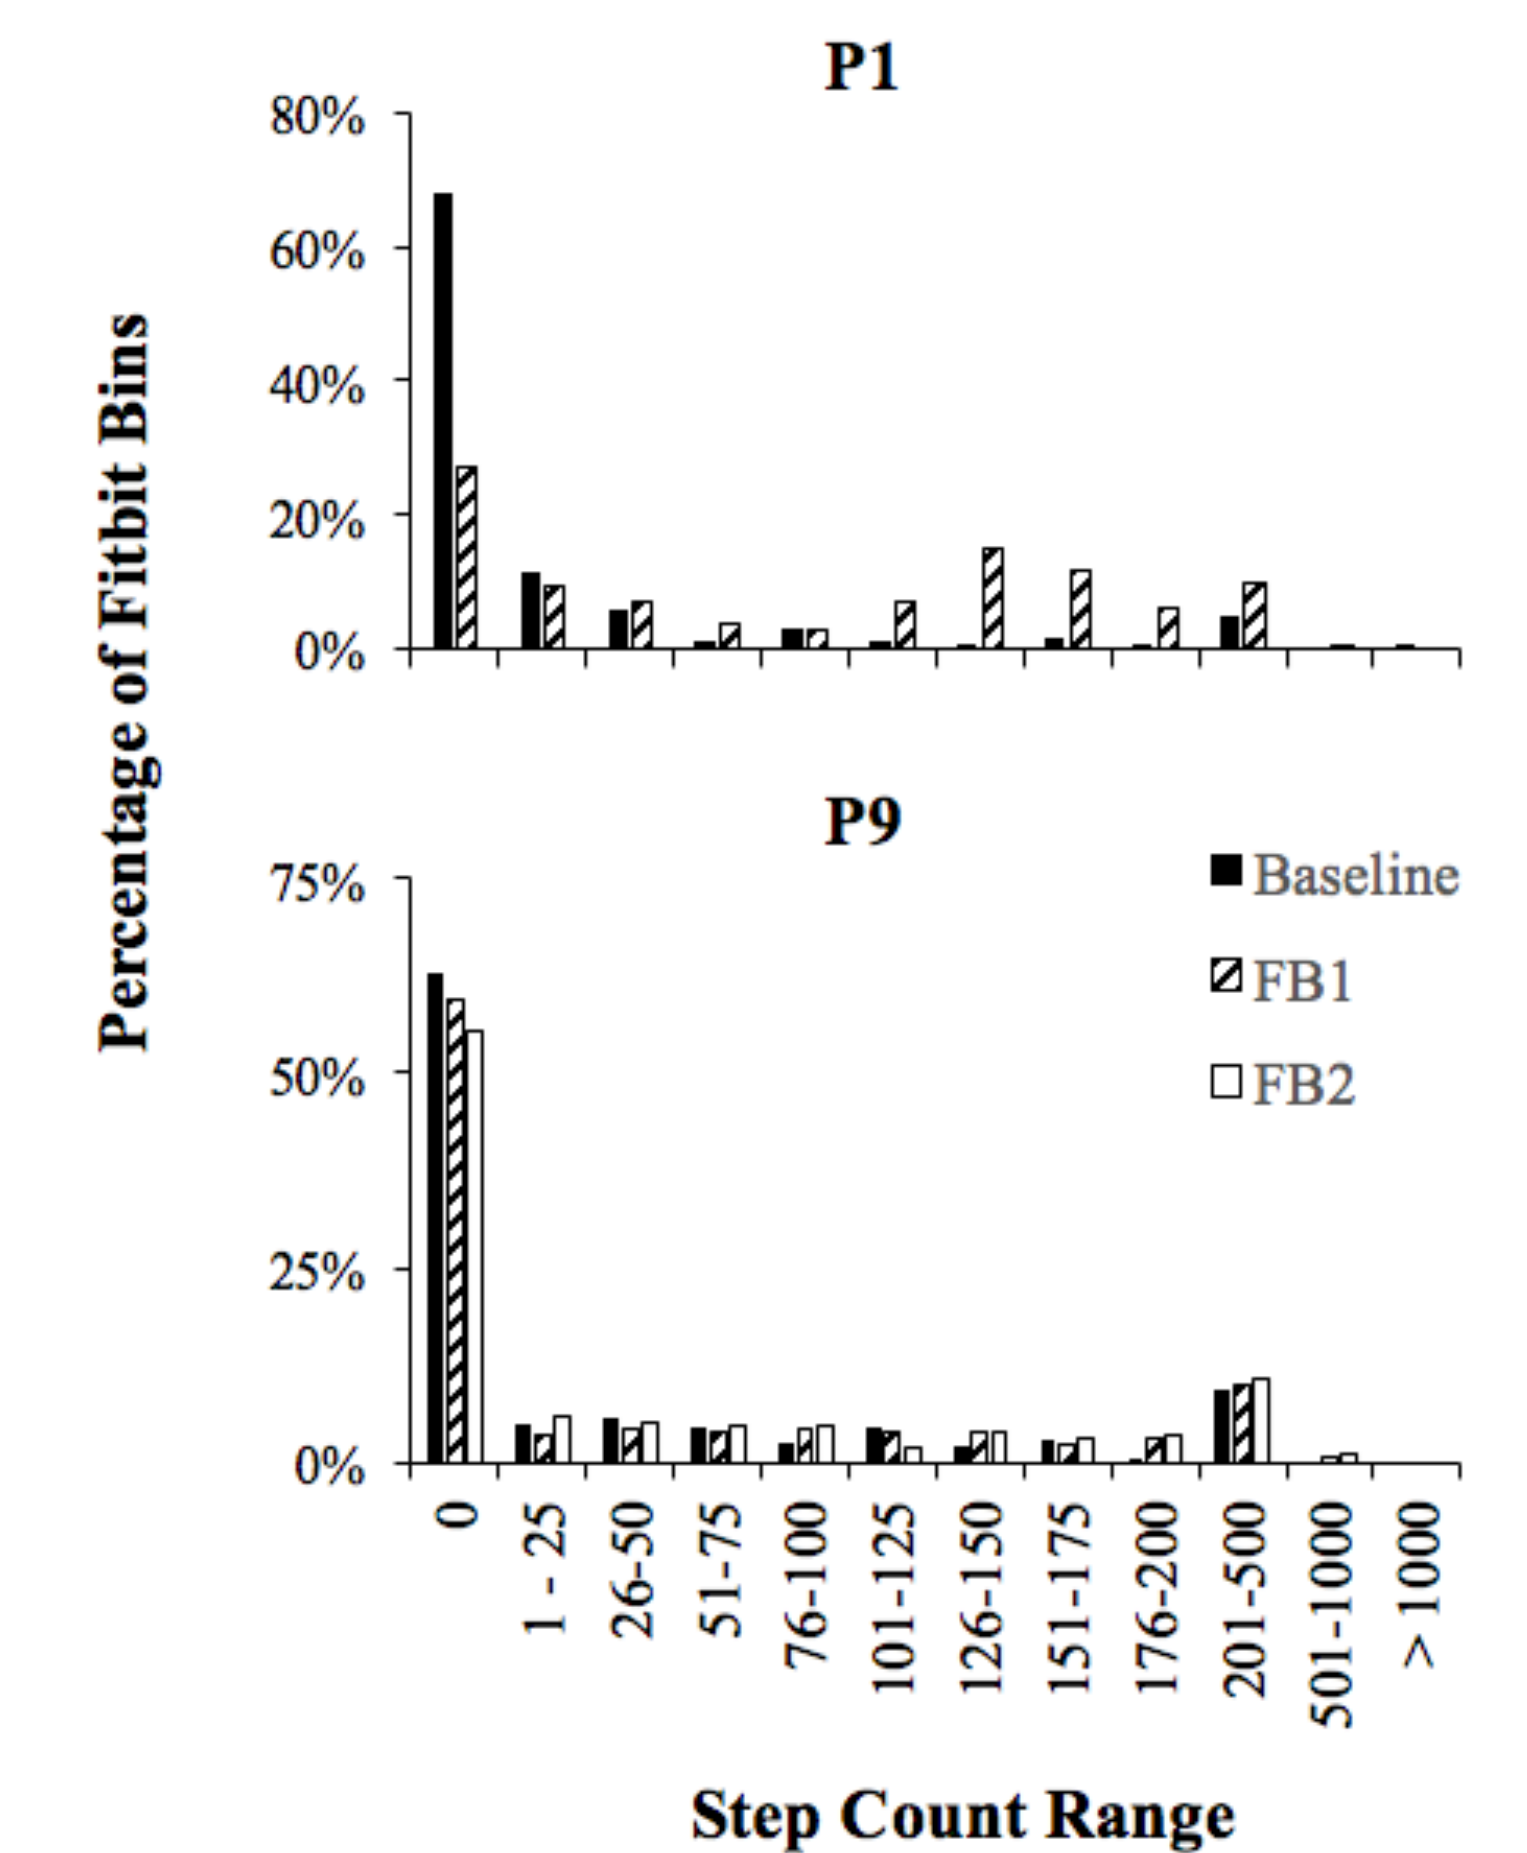 P1
80%
60%
40%
20%
0%
Percentage of Fitbit Bins
P9
75%
50%
25%
0%
Baseline
FB1
FB2
0
1 - 25
26-50
51-75
76-100
101-125
126-150
151-175
176-200
201-500
501-1000
> 1000
Step Count Range